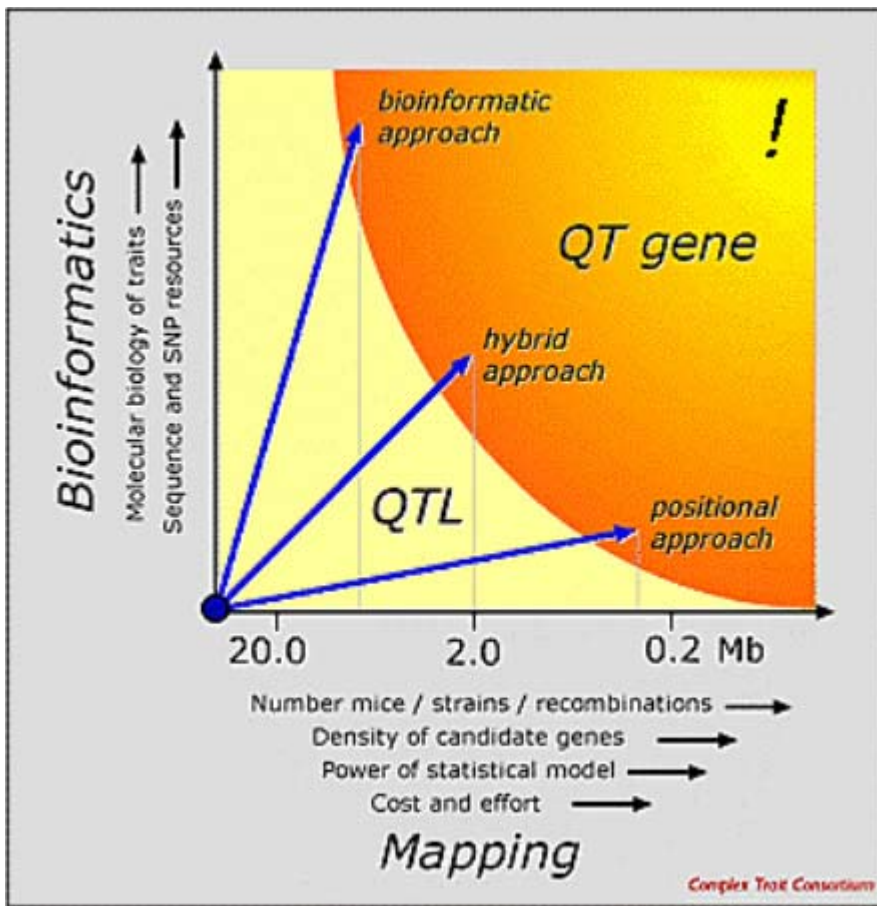 bioinformatic
approach
!
QT gene
hybrid
approach
QTL
positional
approach
Bioinformatics
Molecular biology of traits
Sequence and SNP resources
20.0 2.0 0.2 Mb
Number mice / strains / recombinations
Density of candidate genes
Power of statistical model
Cost and effort
Mapping
Complex Trait Consortium